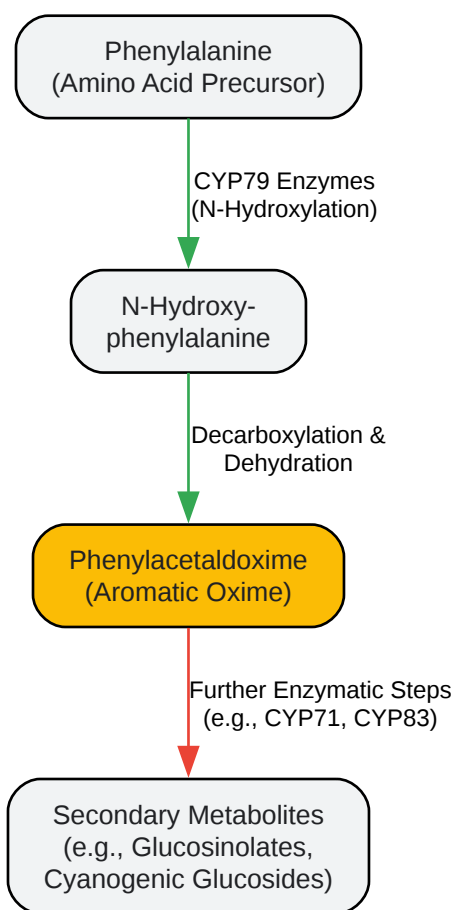 Phenylalanine
(Amino Acid Precursor)
CYP79 Enzymes
(N-Hydroxylation)
N-Hydroxy-
phenylalanine
Decarboxylation &
Dehydration
Phenylacetaldoxime
(Aromatic Oxime)
Further Enzymatic Steps
(e.g., CYP71, CYP83)
Secondary Metabolites
(e.g., Glucosinolates,
Cyanogenic Glucosides)